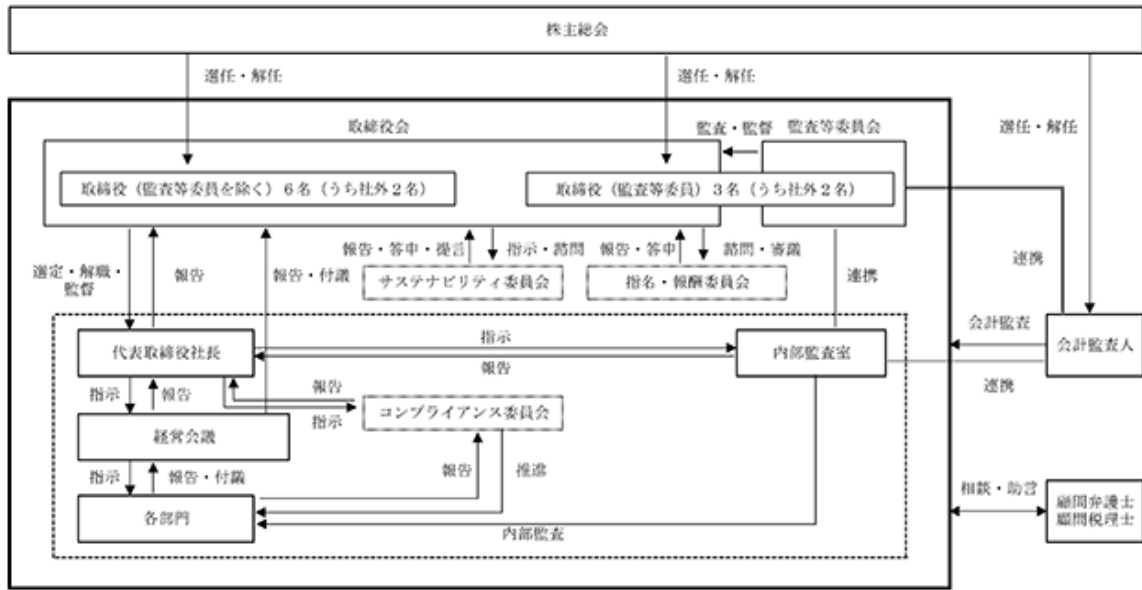 株主総会
選任・解任
選任・解任
選任・解任
取締役会
監査・監督
監査等委員会
取締役（監査等委員を除く）６名（うち社外２名）
取締役（監査等委員）３名（うち社外２名）
選定・解職・
監督
報告
報告・付議
報告・答申・提言
指示・諮問
報告・答申
諮問・審議
連携
連携
サステナビリティ委員会
指名・報酬委員会
代表取締役社長
指示
報告
内部監査室
会計監査
会計監査人
連携
指示
報告
報告
指示
コンプライアンス委員会
経営会議
指示
報告・付議
報告
推進
各部門
内部監査
相談・助言
顧問弁護士
顧問税理士